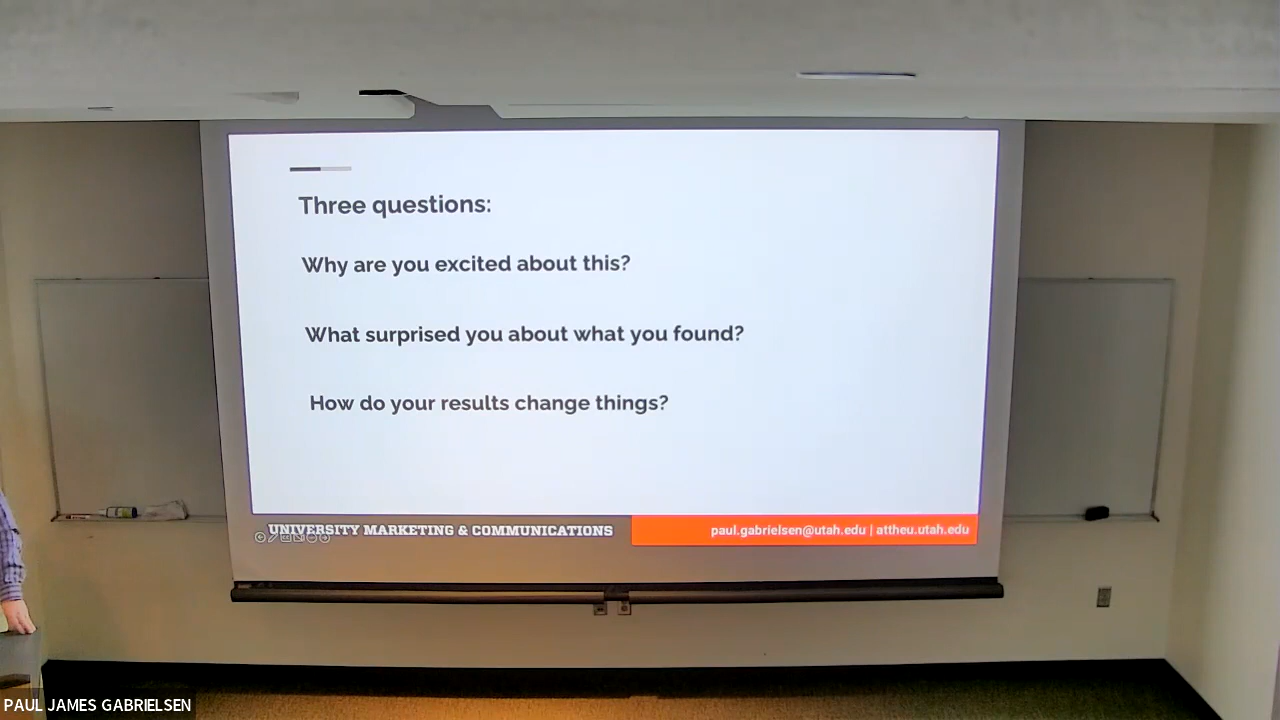 Three questions:
Why are you excited about this?
What surprised you about what you found?
How do your results change things?
UNIVERSITY MARKETING & COMMUNICATIONS
paul.gabrielsen@utah.edu | attheu.utah.edu
PAUL JAMES GABRIELSEN